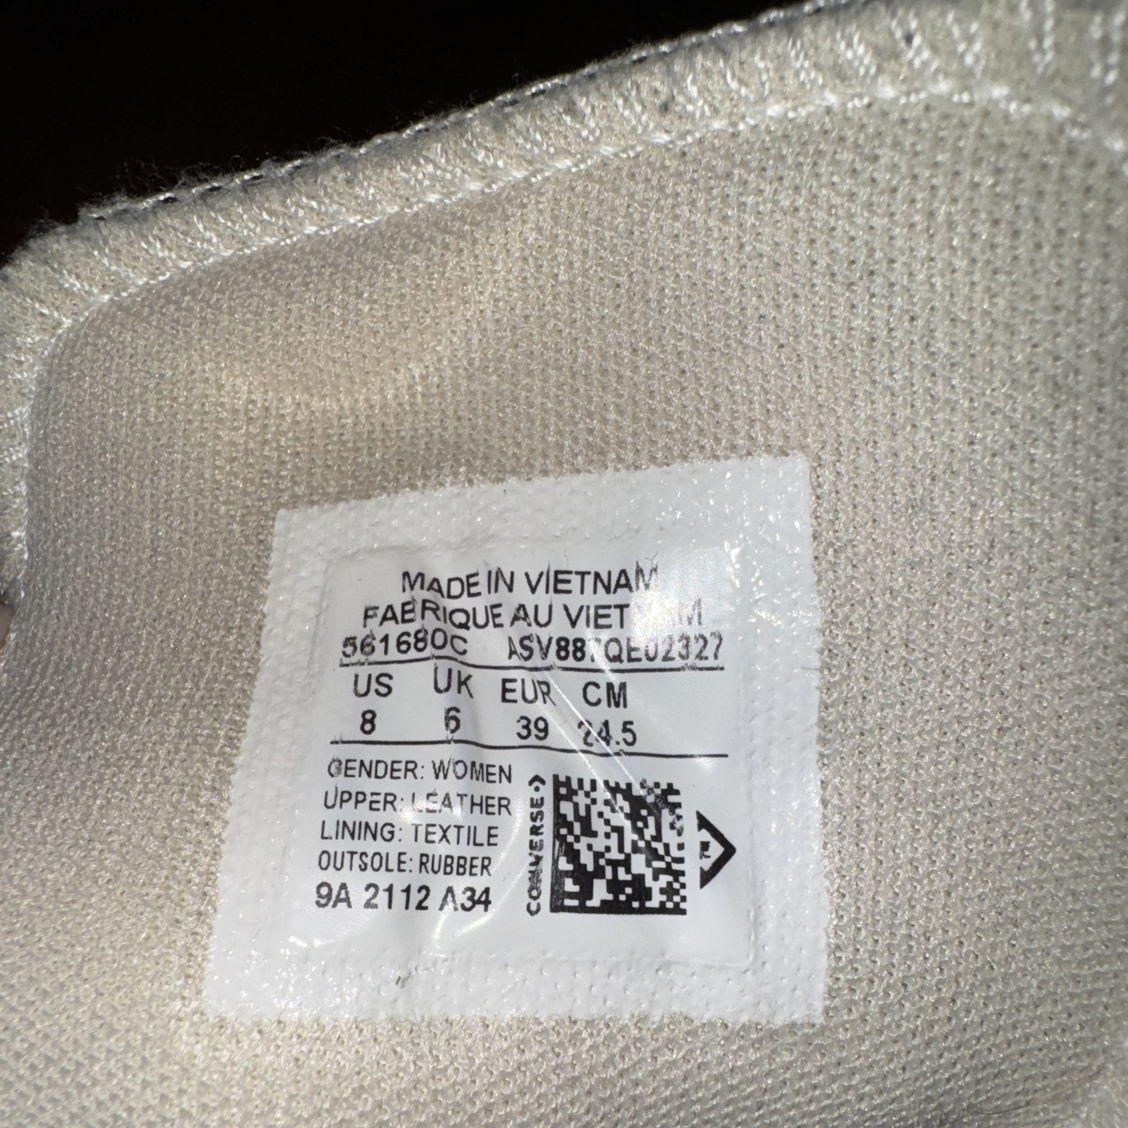 MADE IN VIETNAM
FABRIQUE AU VIETNAM
561680C
US UK EUR CM
8 6 39 24.5
GENDER: WOMEN
UPPER: LEATHER
LINING: TEXTILE
OUTSOLE: RUBBER
9A 2112 A34
CONVERSE
TM